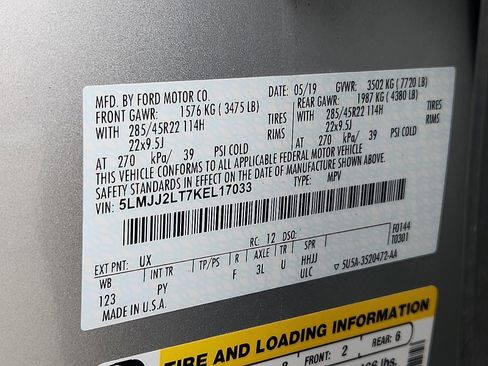 MFD. BY FORD MOTOR CO. DATE: 05/19 GVWR: 3502 KG ( 7720 LB)
FRONT GAWR: 1576 KG ( 3475 LB) REAR GAWR: 1987 KG ( 4380 LB)
WITH 285/45R22 114H TIRES WITH 285/45R22 114H TIRES
22x9.5J RIMS 22x9.5J RIMS
AT 270 kPa/ 39 PSI COLD AT 270 kPa/ 39 PSI COLD
THIS VEHICLE CONFORMS TO ALL APPLICABLE FEDERAL MOTOR VEHICLE
SAFETY STANDARDS IN EFFECT ON THE DATE OF MANUFACTURE SHOWN ABOVE.
VIN: 5LMJJ2LT7KEL17033 TYPE: MPV
F0144
T0301
EXT PNT: UX RC: 12 DSO:
WB INT TR TP/PS R AXLE TR SPR
123 PY F 3L U HHJJ
ULC
MADE IN U.S.A. ▽ 5U5A-3520472-AA
TIRE AND LOADING INFORMATION
FRONT: 2 REAR: 6
lbs.